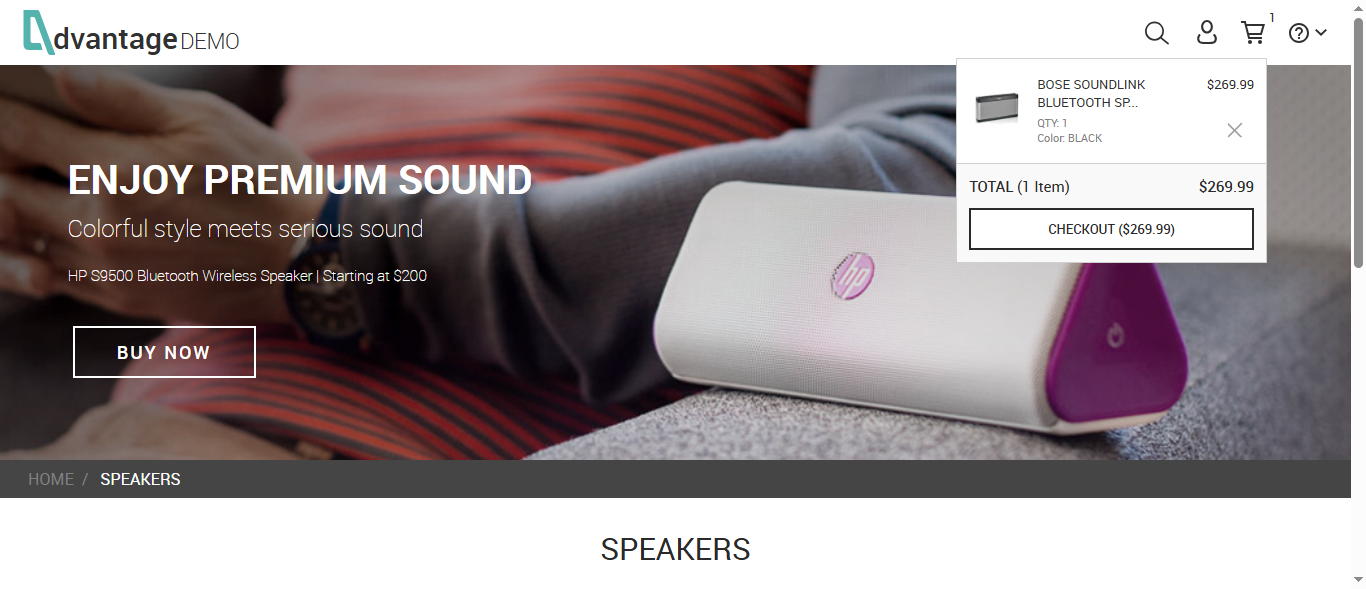 dvantage DEMO
1
BOSE SOUNDLINK
BLUETOOTH SP...
$269.99
QTY: 1
Color: BLACK
TOTAL (1 Item)
$269.99
CHECKOUT ($269.99)
ENJOY PREMIUM SOUND
Colorful style meets serious sound
HP S9500 Bluetooth Wireless Speaker | Starting at $200
BUY NOW
hp
HOME / SPEAKERS
SPEAKERS